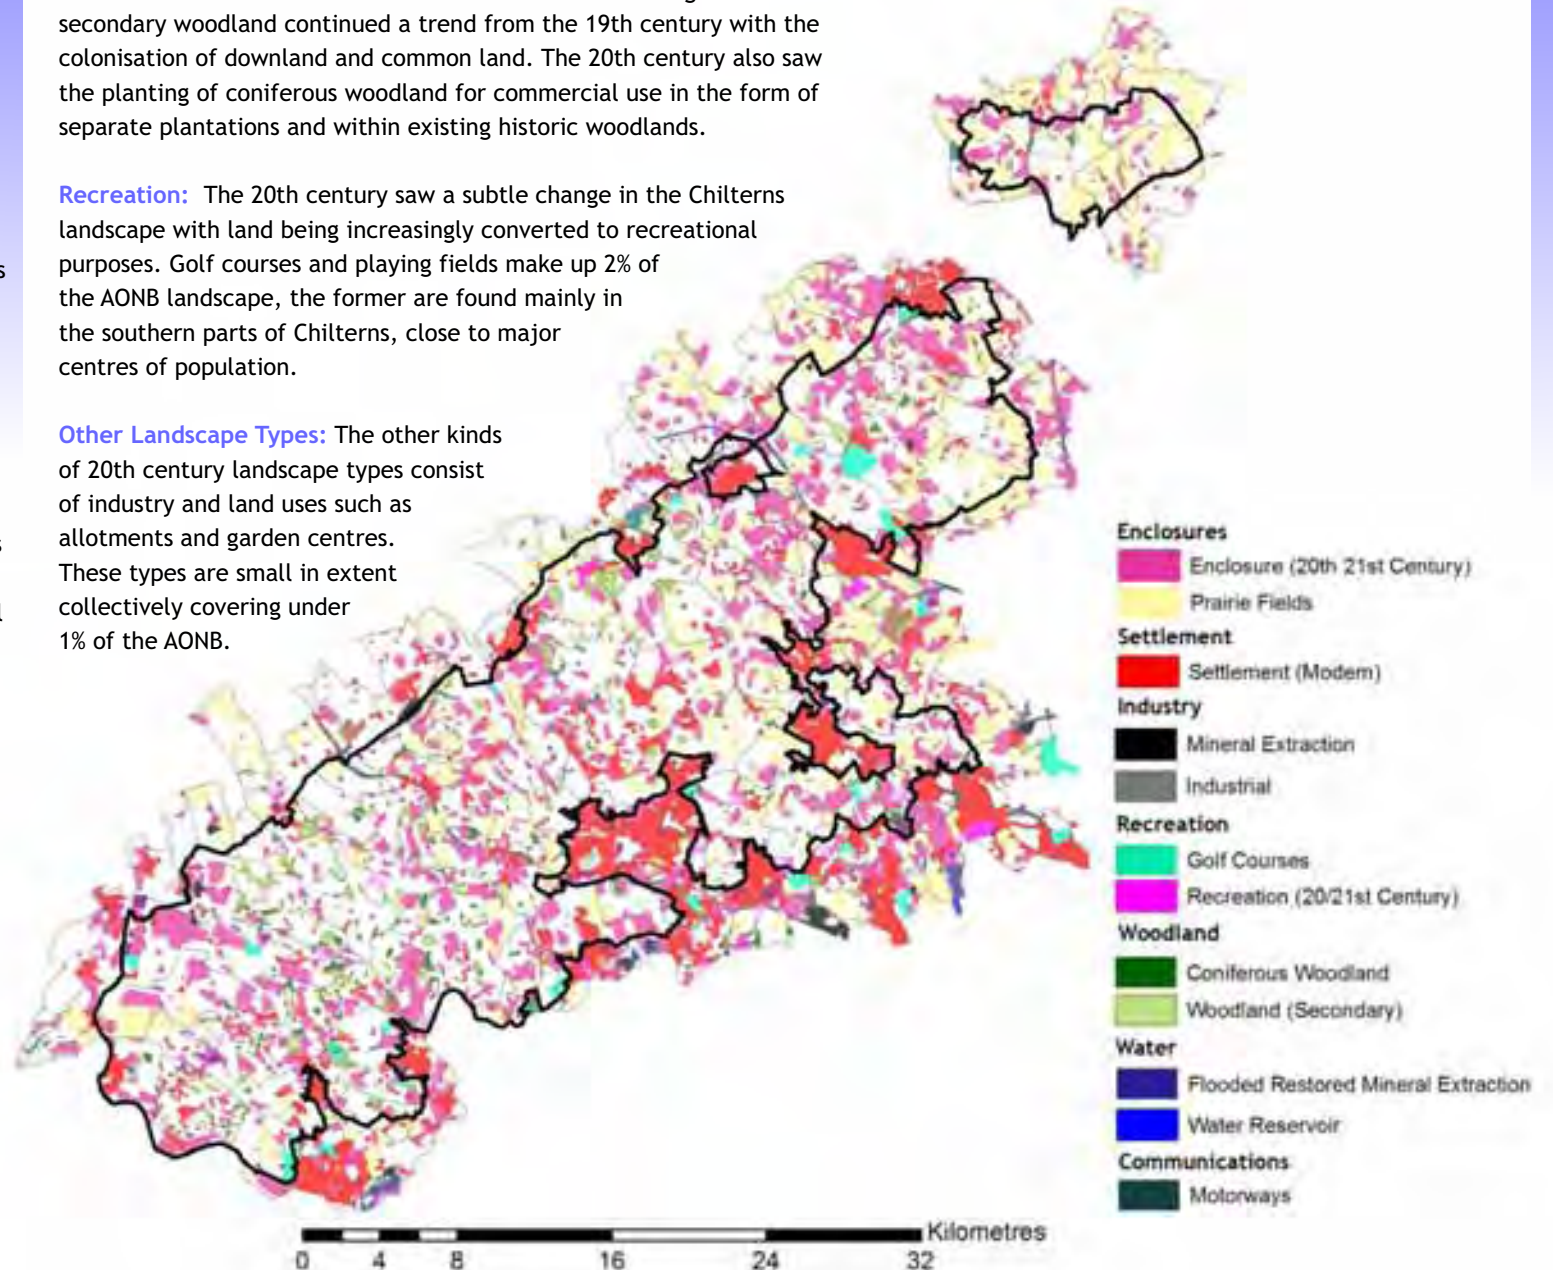 secondary woodland continued a trend from the 19th century with the
colonisation of downland and common land. The 20th century also saw
the planting of coniferous woodland for commercial use in the form of
separate plantations and within existing historic woodlands.
Recreation: The 20th century saw a subtle change in the Chilterns
landscape with land being increasingly converted to recreational
purposes. Golf courses and playing fields make up 2% of
the AONB landscape, the former are found mainly in
the southern parts of Chilterns, close to major
centres of population.
Other Landscape Types: The other kinds
of 20th century landscape types consist
of industry and land uses such as
allotments and garden centres.
These types are small in extent
collectively covering under
1% of the AONB.
Enclosures
Enclosure (20th 21st Century)
Prairie Fields
Settlement
Settlement (Modern)
Industry
Mineral Extraction
Industrial
Recreation
Golf Courses
Recreation (20/21st Century)
Woodland
Coniferous Woodland
Woodland (Secondary)
Water
Flooded Restored Mineral Extraction
Water Reservoir
Communications
Motorways
Kilometres
0 4 8 16 24 32